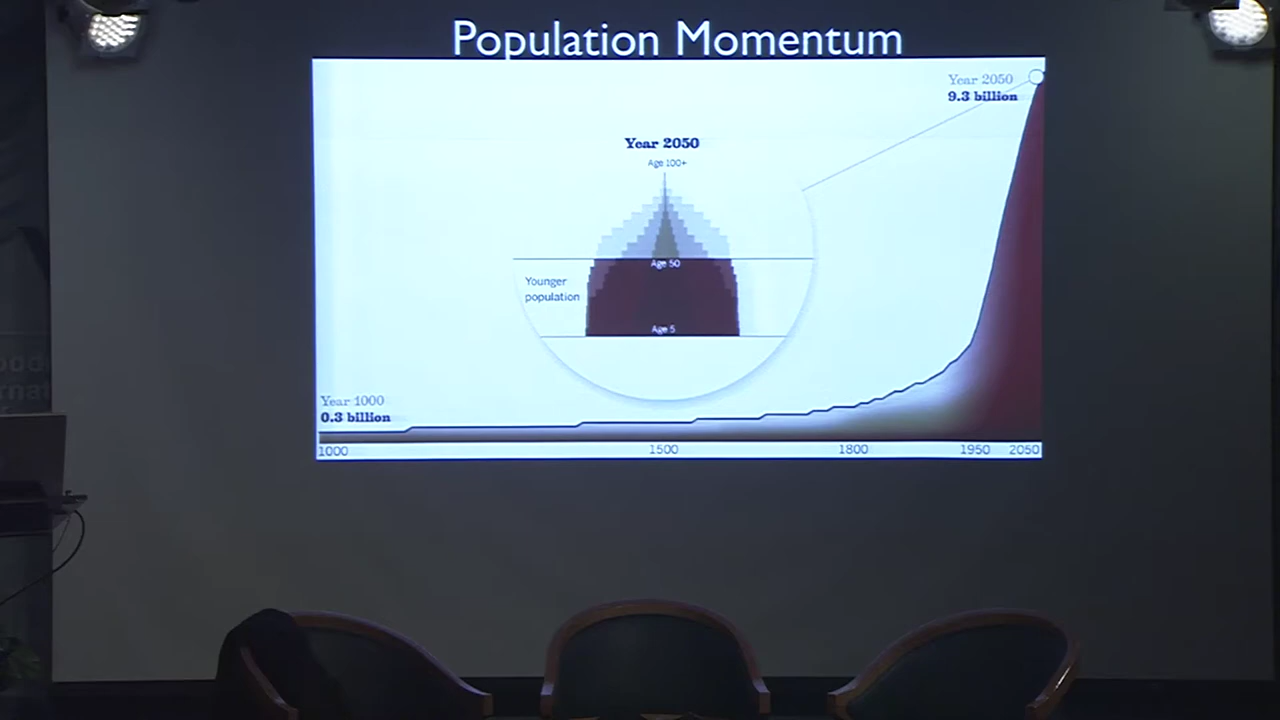 Population Momentum
Year 2050
9.3 billion
Year 2050
Age 100+
Age 50
Younger
population
Age 5
Year 1000
0.3 billion
1000 1500 1800 1950 2050